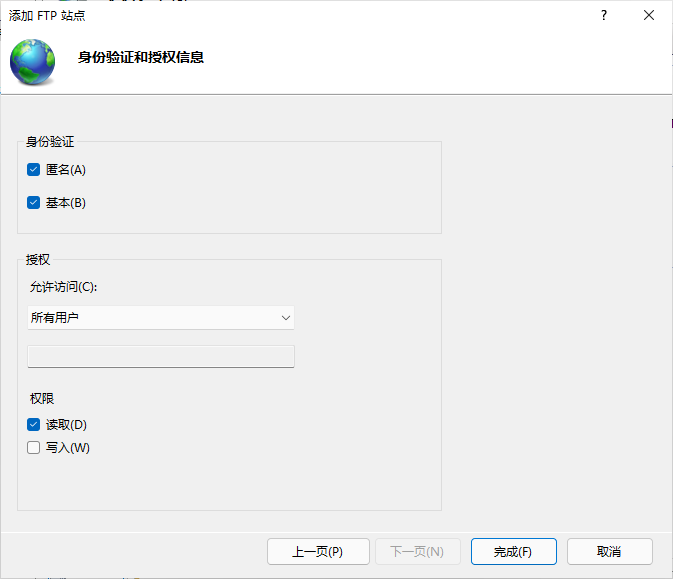 添加 FTP 站点
?
身份验证和授权信息
身份验证
匿名(A)
基本(B)
授权
允许访问(C):
所有用户
权限
读取(D)
写入(W)
上一页(P) 下一页(N) 完成(F) 取消